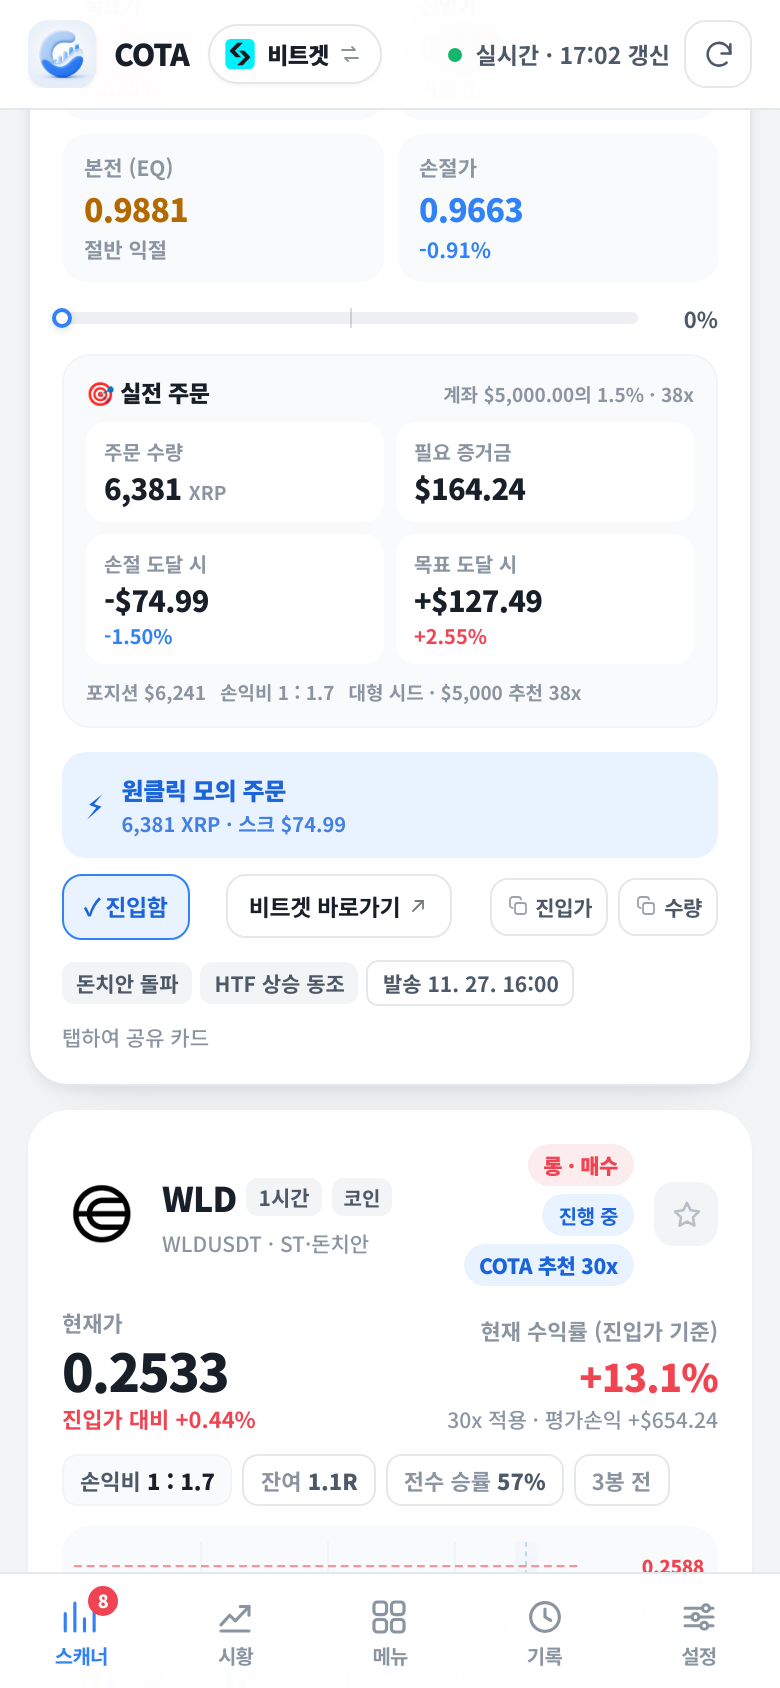 COTA
비트겟
실시간 · 17:02 갱신
본전 (EQ)
0.9881
절반 익절
손절가
0.9663
-0.91%
0%
🎯 실전 주문
계좌 $5,000.00의 1.5% · 38x
주문 수량
6,381 XRP
필요 증거금
$164.24
손절 도달 시
-$74.99
-1.50%
목표 도달 시
+$127.49
+2.55%
포지션 $6,241 손익비 1 : 1.7 대형 시드 · $5,000 추천 38x
⚡ 원클릭 모의 주문
6,381 XRP · 스크 $74.99
✓ 진입함
비트겟 바로가기 ↗
진입가
수량
돈치안 돌파
HTF 상승 동조
발송 11. 27. 16:00
탭하여 공유 카드
WLD 1시간 코인
WLDUSDT · ST·돈치안
롱 · 매수
진행 중
COTA 추천 30x
현재가
0.2533
진입가 대비 +0.44%
현재 수익률 (진입가 기준)
+13.1%
30x 적용 · 평가손익 +$654.24
손익비 1 : 1.7
잔여 1.1R
전수 승률 57%
3봉 전
0.2588
8
스캐너
시황
메뉴
기록
설정